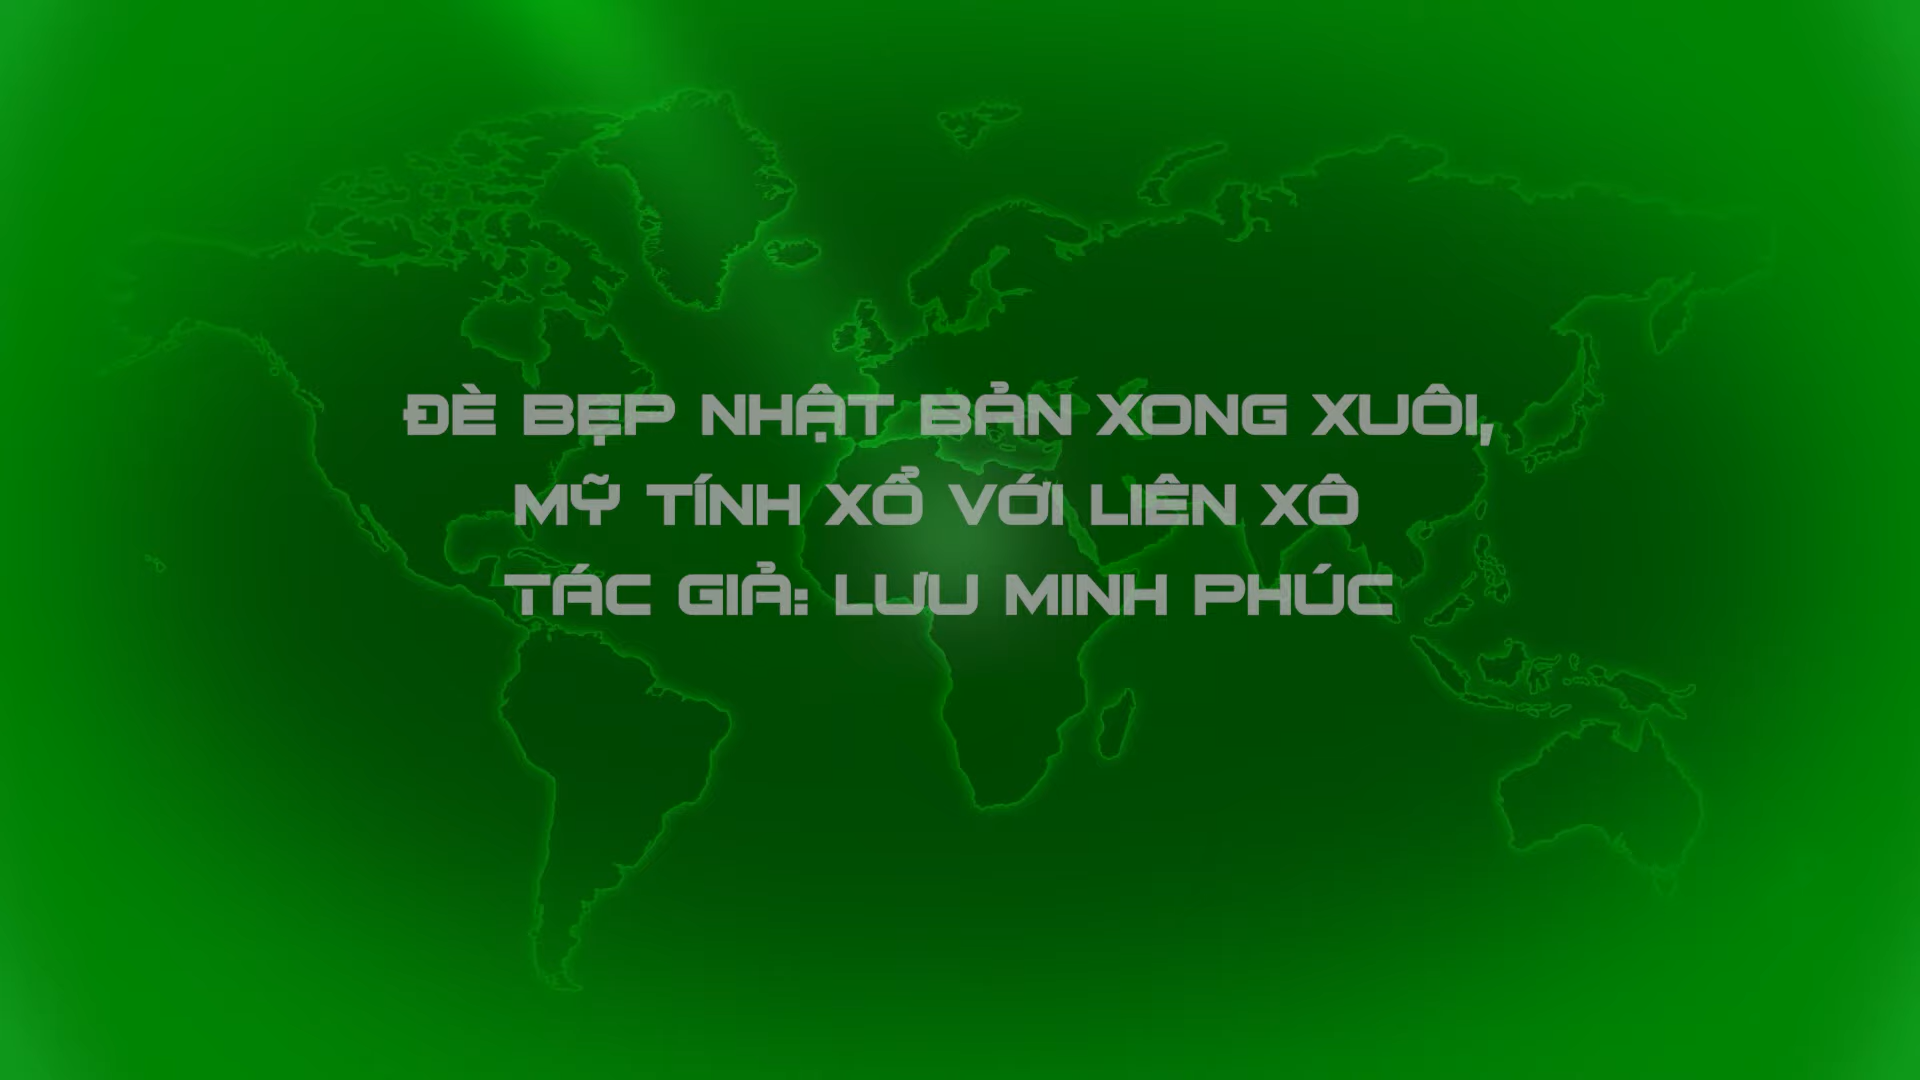 ĐÈ BẸP NHẬT BẢN XONG XUÔI,
MỸ TÍNH XỔ VỚI LIÊN XÔ
TÁC GIẢ: LƯU MINH PHÚC